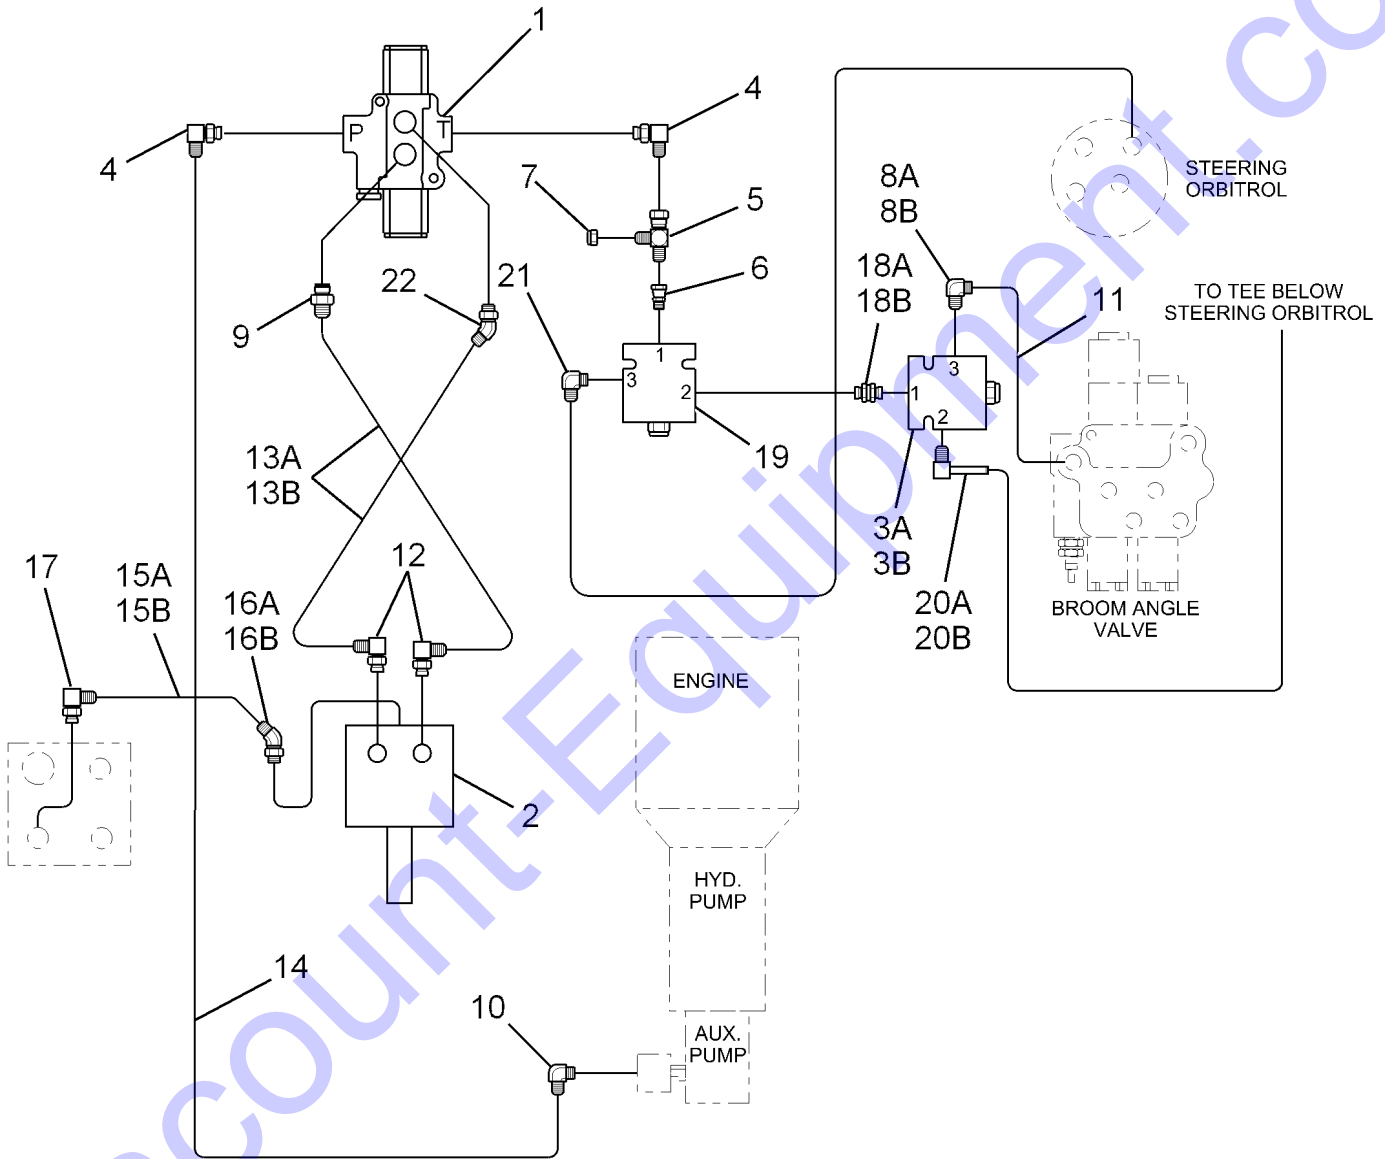 1
4
P
T
4
7
5
6
8A
8B
STEERING
ORBITROL
18A
18B
TO TEE BELOW
STEERING ORBITROL
11
22
21
9
1
3
2
19
3
1
2
3A
3B
20A
20B
BROOM ANGLE
VALVE
13A
13B
12
17
15A
15B
16A
16B
2
ENGINE
HYD.
PUMP
AUX.
PUMP
14
10
count-Equipment.co